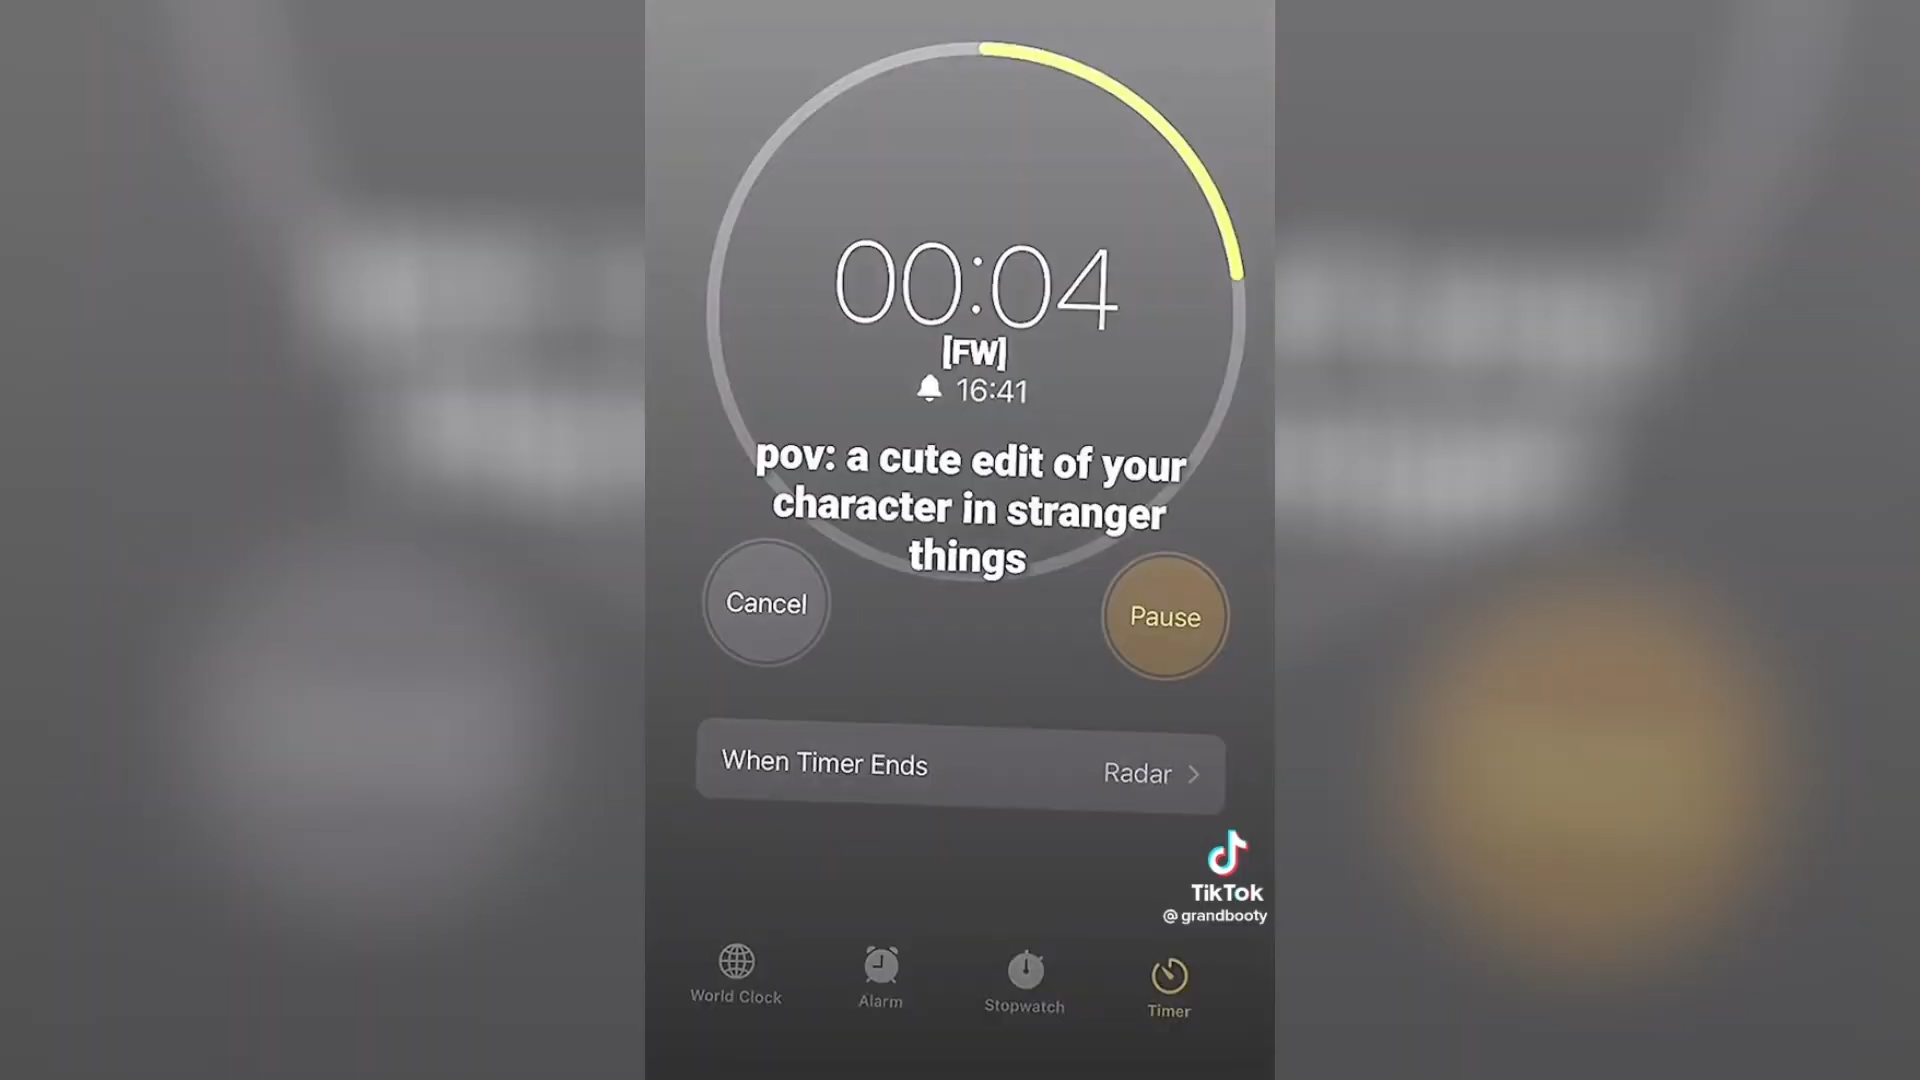 00:04
[FW]
16:41
pov: a cute edit of your
character in stranger
things
Cancel
Pause
When Timer Ends
Radar
TikTok
@grandbooty
World Clock
Alarm
Stopwatch
Timer